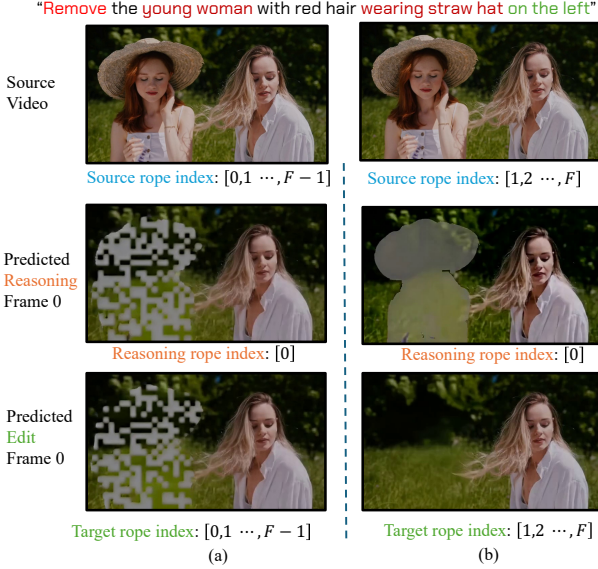 “Remove the young woman with red hair wearing straw hat on the left”
Source
Video
Source rope index: [0,1 ⋯, F − 1]
Source rope index: [1,2 ⋯, F]
Predicted
Reasoning
Frame 0
Reasoning rope index: [0]
Reasoning rope index: [0]
Predicted
Edit
Frame 0
Target rope index: [0,1 ⋯, F − 1]
Target rope index: [1,2 ⋯, F]
(a)
(b)